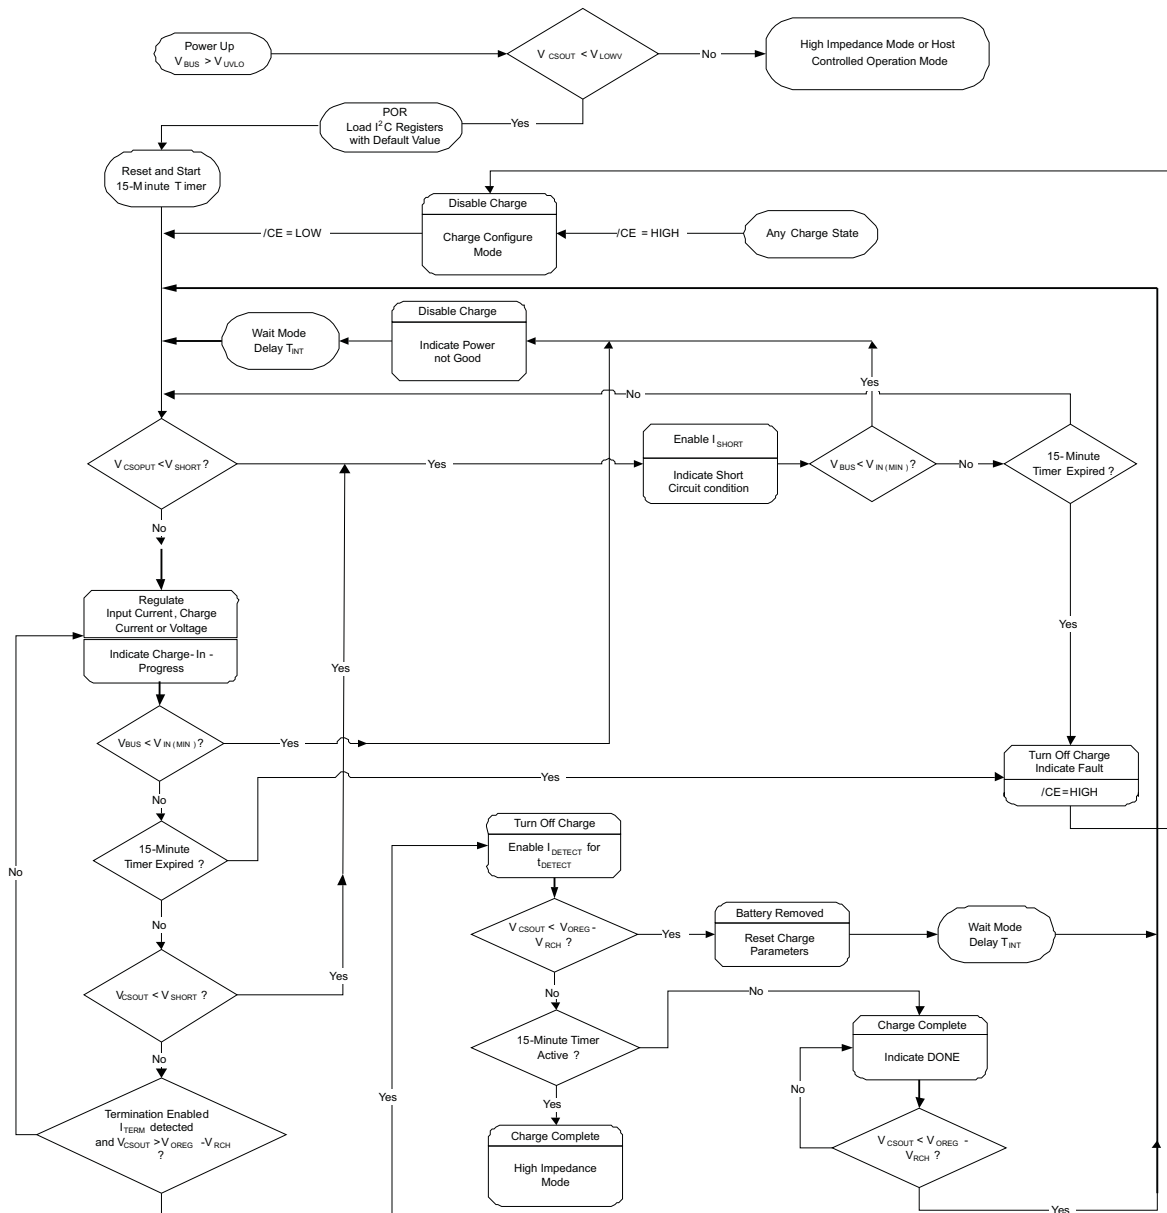 Power Up
V BUS > V UVLO
V CSOUT < V LOWV
No
High Impedance Mode or Host
Controlled Operation Mode
Yes
POR
Load I2C Registers
with Default Value
Reset and Start
15-Minute Timer
Disable Charge
Charge Configure
Mode
/CE = LOW
/CE = HIGH
Any Charge State
Disable Charge
Indicate Power
not Good
Wait Mode
Delay TINT
Yes
No
V CSOPUT < V SHORT ?
Yes
Enable I SHORT
Indicate Short
Circuit condition
V BUS < V IN ( MIN ) ?
No
15- Minute
Timer Expired ?
No
Regulate
Input Current, Charge
Current or Voltage
Indicate Charge- In -
Progress
Yes
Yes
VBUS < V IN ( MIN ) ?
Yes
Turn Off Charge
Indicate Fault
/CE = HIGH
Yes
No
15-Minute
Timer Expired ?
No
Turn Off Charge
Enable I DETECT for
tDETECT
No
V CSOUT < VOREG -
V RCH ?
Yes
Battery Removed
Reset Charge
Parameters
Wait Mode
Delay TINT
VCSOUT < V SHORT ?
Yes
No
No
15-Minute Timer
Active ?
Charge Complete
Indicate DONE
No
No
Yes
Yes
Termination Enabled
ITERM detected
and VCSOUT > V OREG - V RCH
?
Charge Complete
High Impedance
Mode
V CSOUT < V OREG -
VRCH ?
Yes